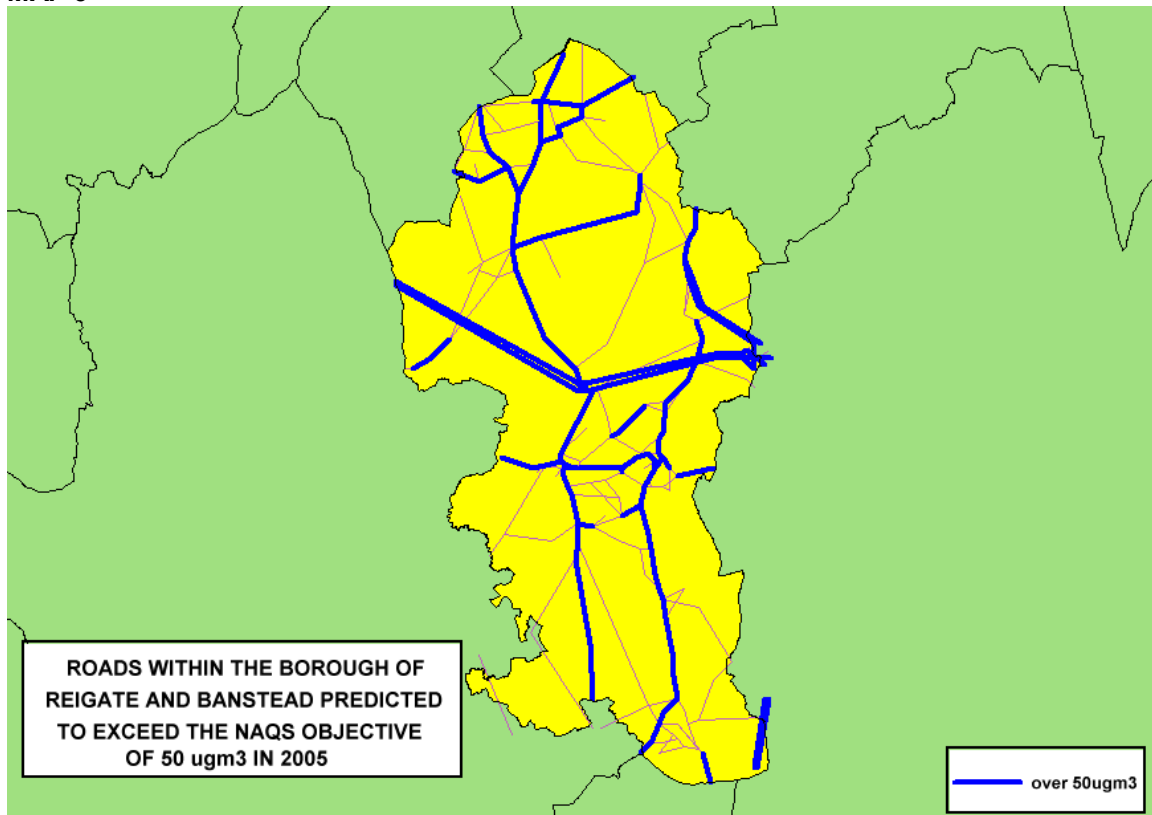 ROADS WITHIN THE BOROUGH OF
REIGATE AND BANSTEAD PREDICTED
TO EXCEED THE NAQS OBJECTIVE
OF 50 ugm3 IN 2005
over 50ugm3